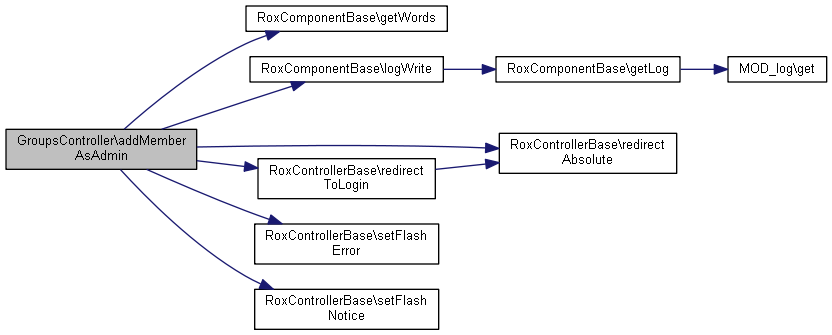 RoxComponentBase\getWords
RoxComponentBase\logWrite
RoxComponentBase\getLog
MOD_log\get
GroupsController\addMember
AsAdmin
RoxControllerBase\redirect
Absolute
RoxControllerBase\redirect
ToLogin
RoxControllerBase\setFlash
Error
RoxControllerBase\setFlash
Notice